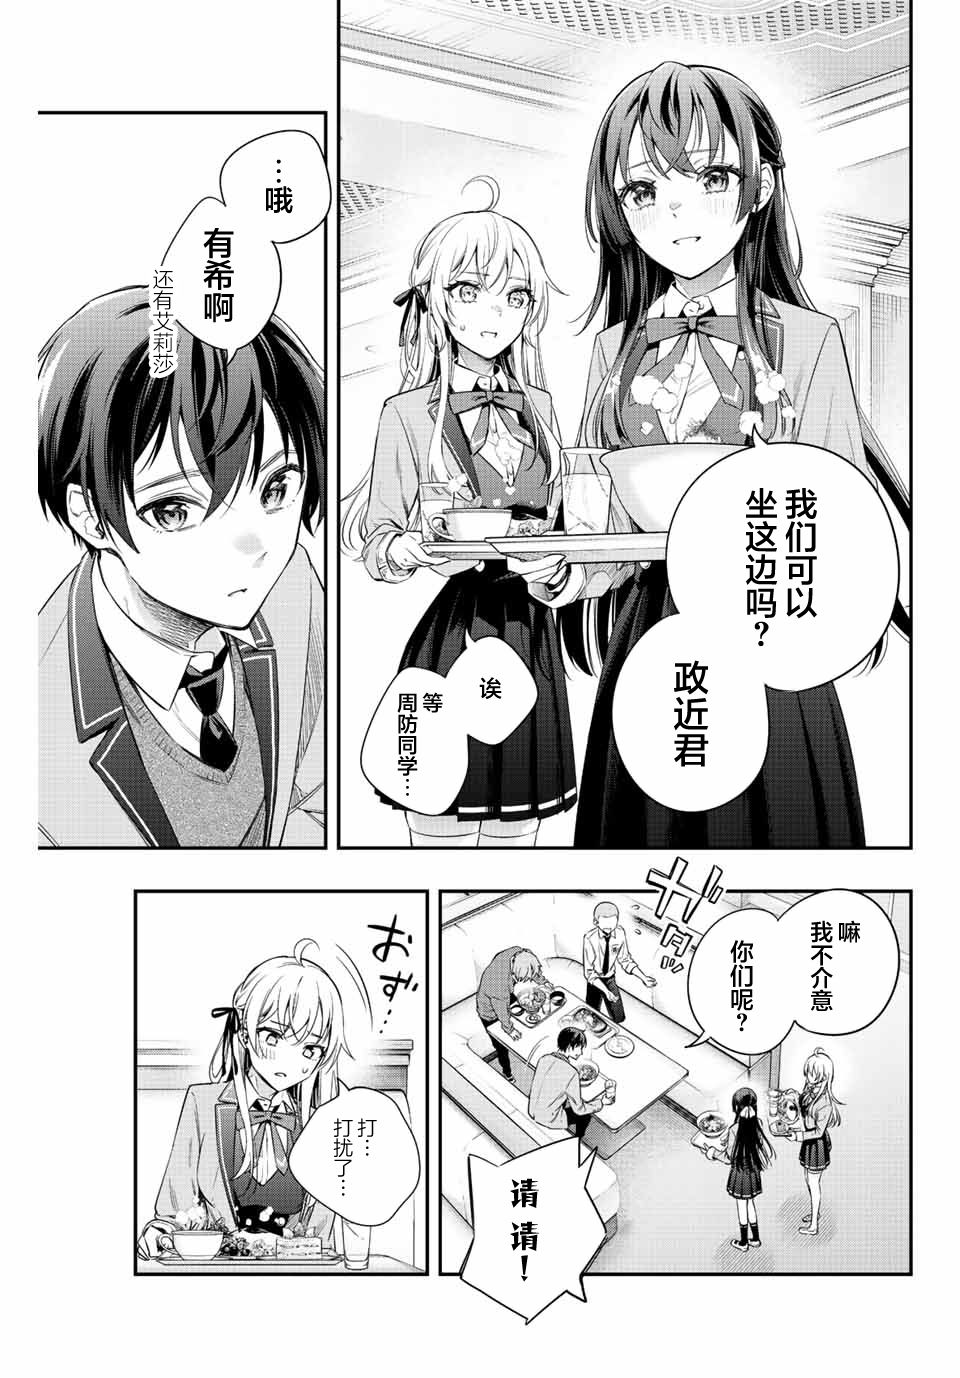 我们可以
坐这边吗？
政近君
诶
等
周防同学…
…哦
有希啊
还有艾莉莎
嘛
我不介意
你们呢？
ガタッ
请
请！
おず…
打…
打扰了…